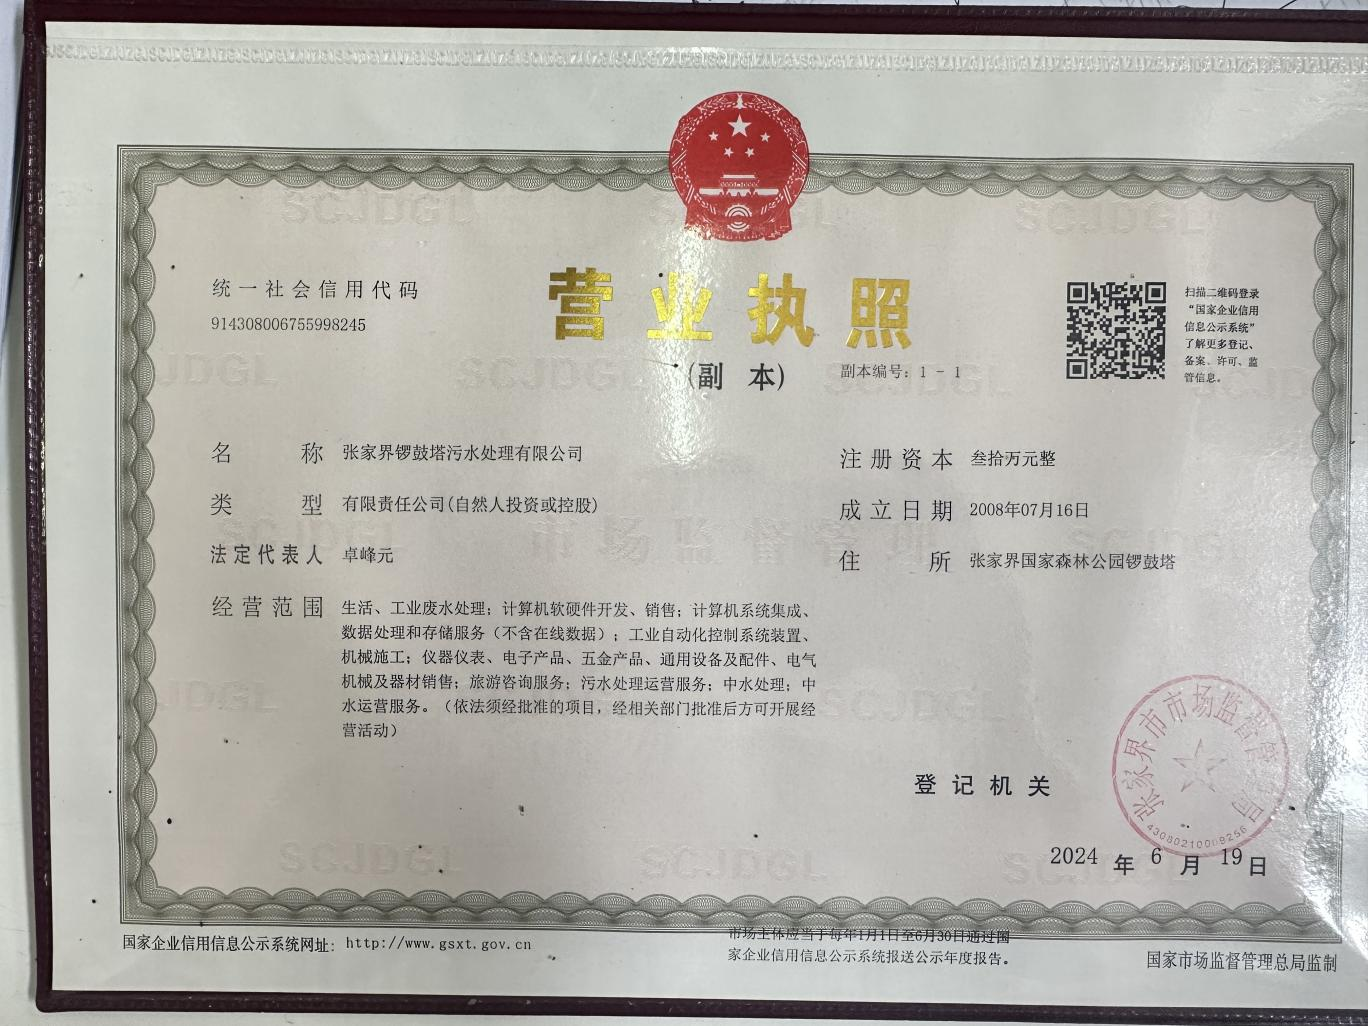 统一社会信用代码
914308006755998245
营业执照
(副 本)
副本编号：1 - 1
扫描二维码登录
“国家企业信用
信息公示系统”
了解更多登记、
备案、许可、监
管信息。
名 称 张家界锣鼓塔污水处理有限公司
类 型 有限责任公司(自然人投资或控股)
法定代表人 卓峰元
经营范围 生活、工业废水处理；计算机软硬件开发、销售；计算机系统集成、
数据处理和存储服务（不含在线数据）；工业自动化控制系统装置、
机械施工；仪器仪表、电子产品、五金产品、通用设备及配件、电气
机械及器材销售；旅游咨询服务；污水处理运营服务；中水处理；中
水运营服务。（依法须经批准的项目，经相关部门批准后方可开展经
营活动）
注册资本 叁拾万元整
成立日期 2008年07月16日
住 所 张家界国家森林公园锣鼓塔
登记机关
张家界市市场监督管理局
43080210009256
2024 年 6 月 19 日
国家企业信用信息公示系统网址：http://www.gsxt.gov.cn
市场主体应当于每年1月1日至6月30日通过国
家企业信用信息公示系统报送公示年度报告。
国家市场监督管理总局监制